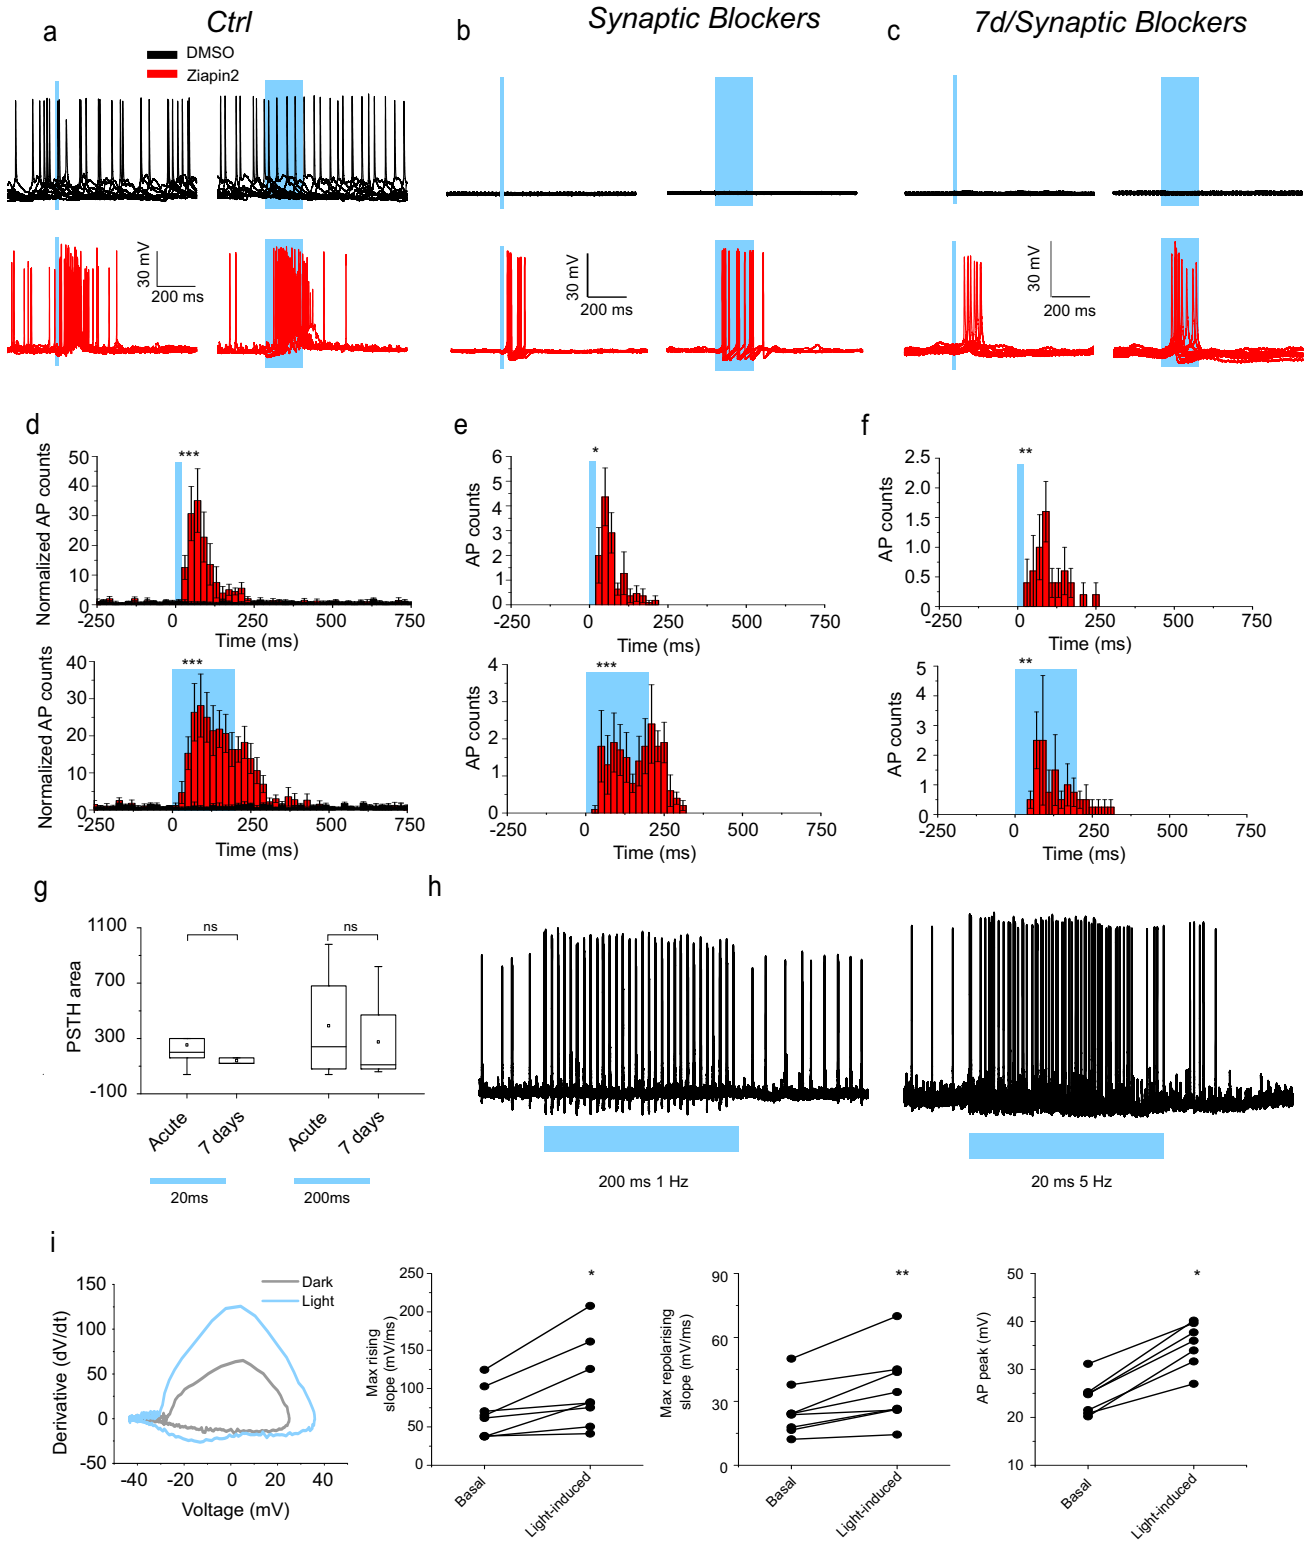 Ctrl
Synaptic Blockers
7d/Synaptic Blockers
a
b
c
DMSO
Ziapin2
30 mV
200 ms
30 mV
200 ms
30 mV
200 ms
d
e
f
***
Normalized AP counts
50
40
30
20
10
0
-250
0
250
500
750
Time (ms)
*
AP counts
6
5
4
3
2
1
0
-250
0
250
500
750
Time (ms)
**
AP counts
2.5
2.0
1.5
1.0
0.5
0
-250
0
250
500
750
Time (ms)
***
Normalized AP counts
40
30
20
10
0
-250
0
250
500
750
Time (ms)
***
AP counts
4
3
2
1
0
-250
0
250
500
750
Time (ms)
**
AP counts
5
4
3
2
1
0
-250
0
250
500
750
Time (ms)
g
h
PSTH area
1100
700
300
-100
ns
ns
Acute
7 days
Acute
7 days
20ms
200ms
200 ms 1 Hz
20 ms 5 Hz
i
Derivative (dV/dt)
150
100
50
0
-50
Dark
Light
-40
-20
0
20
40
Voltage (mV)
Max rising
slope (mV/ms)
250
200
150
100
50
0
*
Basal
Light-induced
Max repolarising
slope (mV/ms)
90
60
30
0
**
Basal
Light-induced
AP peak (mV)
50
40
30
20
10
*
Basal
Light-induced